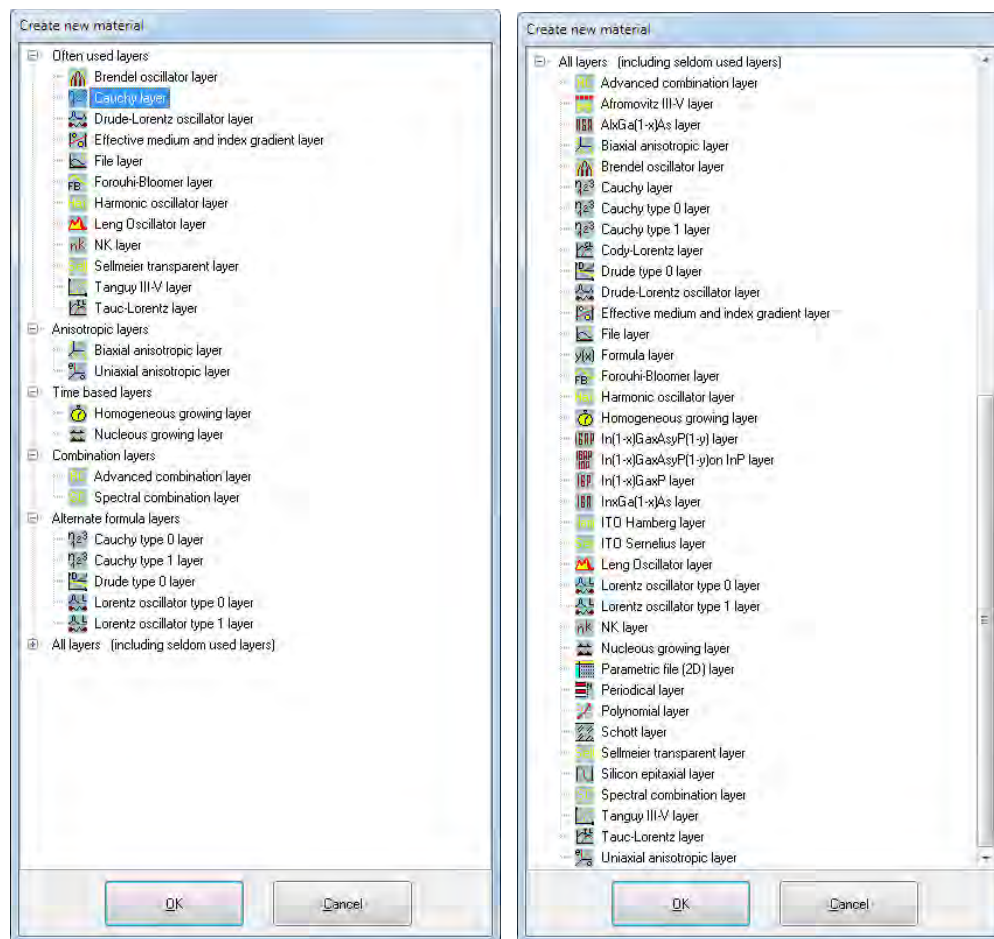 Create new material
Often used layers
Brendel oscillator layer
Cauchy layer
Drude-Lorentz oscillator layer
Effective medium and index gradient layer
File layer
FB Forouhi-Bloomer layer
Harmonic oscillator layer
Leng Oscillator layer
nk NK layer
Sellmeier transparent layer
Tanguy III-V layer
Tauc-Lorentz layer
Anisotropic layers
Biaxial anisotropic layer
Uniaxial anisotropic layer
Time based layers
Homogeneous growing layer
Nucleous growing layer
Combination layers
Advanced combination layer
Spectral combination layer
Alternate formula layers
Cauchy type 0 layer
Cauchy type 1 layer
Drude type 0 layer
Lorentz oscillator type 0 layer
Lorentz oscillator type 1 layer
All layers (including seldom used layers)
OK
Cancel
Create new material
All layers (including seldom used layers)
Advanced combination layer
Afromovitz III-V layer
AlxGa(1-x)As layer
Biaxial anisotropic layer
Brendel oscillator layer
Cauchy layer
Cauchy type 0 layer
Cauchy type 1 layer
Cody-Lorentz layer
Drude type 0 layer
Drude-Lorentz oscillator layer
Effective medium and index gradient layer
File layer
y(x) Formula layer
FB Forouhi-Bloomer layer
Harmonic oscillator layer
Homogeneous growing layer
In(1-x)GaxAsyP(1-y) layer
In(1-x)GaxAsyP(1-y)on InP layer
In(1-x)GaxP layer
InxGa(1-x)As layer
ITO Hamberg layer
ITO Sernelius layer
Leng Oscillator layer
Lorentz oscillator type 0 layer
Lorentz oscillator type 1 layer
nk NK layer
Nucleous growing layer
Parametric file (2D) layer
Periodical layer
Polynomial layer
Schott layer
Sellmeier transparent layer
Silicon epitaxial layer
Spectral combination layer
Tanguy III-V layer
Tauc-Lorentz layer
Uniaxial anisotropic layer
OK
Cancel